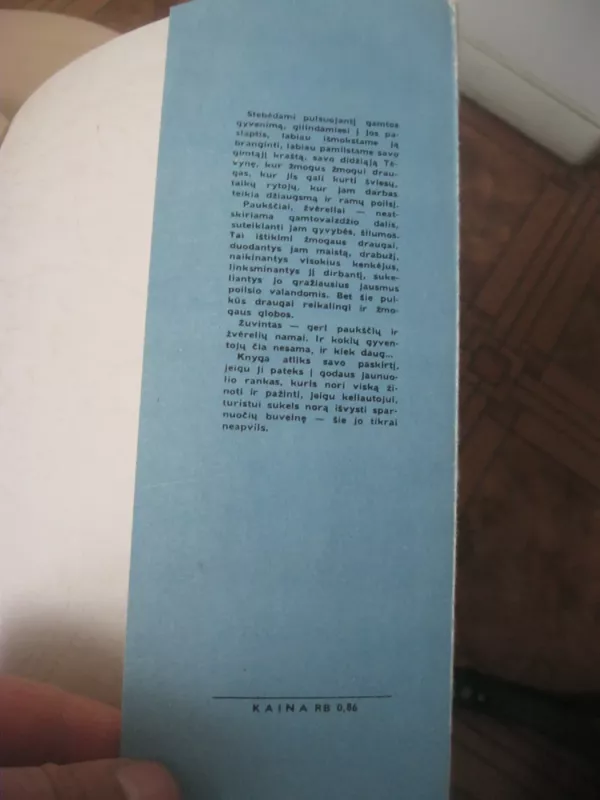 Stebėdami pulsuojantį gamtos
gyvenimą, gilindamiesi į jos pa-
slaptis, labiau išmokstame ją
branginti, labiau pamilstame savo
gimtąjį kraštą, savo didžiąją Tė-
vynę, kur žmogus žmogui drau-
gas, kur jis gali kurti šviesų,
taikų rytojų, kur jam darbas
teikia džiaugsmą ir ramų poilsį.
Paukščiai, žvėreliai — neat-
skiriama gamtovaizdžio dalis,
suteikianti jam gyvybės, šilumos.
Tai ištikimi žmogaus draugai,
duodantys jam maistą, drabužį,
naikinantys visokius kenkėjus,
linksminantys jį dirbantį, suke-
liantys jo gražiausius jausmus
poilsio valandomis. Bet šie pui-
kūs draugai reikalingi ir žmo-
gaus globos.
Žuvintas — geri paukščių ir
žvėrelių namai. Ir kokių gyven-
tojų čia nesama, ir kiek daug...
Knyga atliks savo paskirtį,
jeigu ji pateks į godaus jaunuo-
lio rankas, kuris nori viską ži-
noti ir pažinti, jeigu keliautojui,
turistui sukels norą išvysti spar-
nuočių buveinę — šie jo tikrai
neapvils.
KAINA RB 0,86